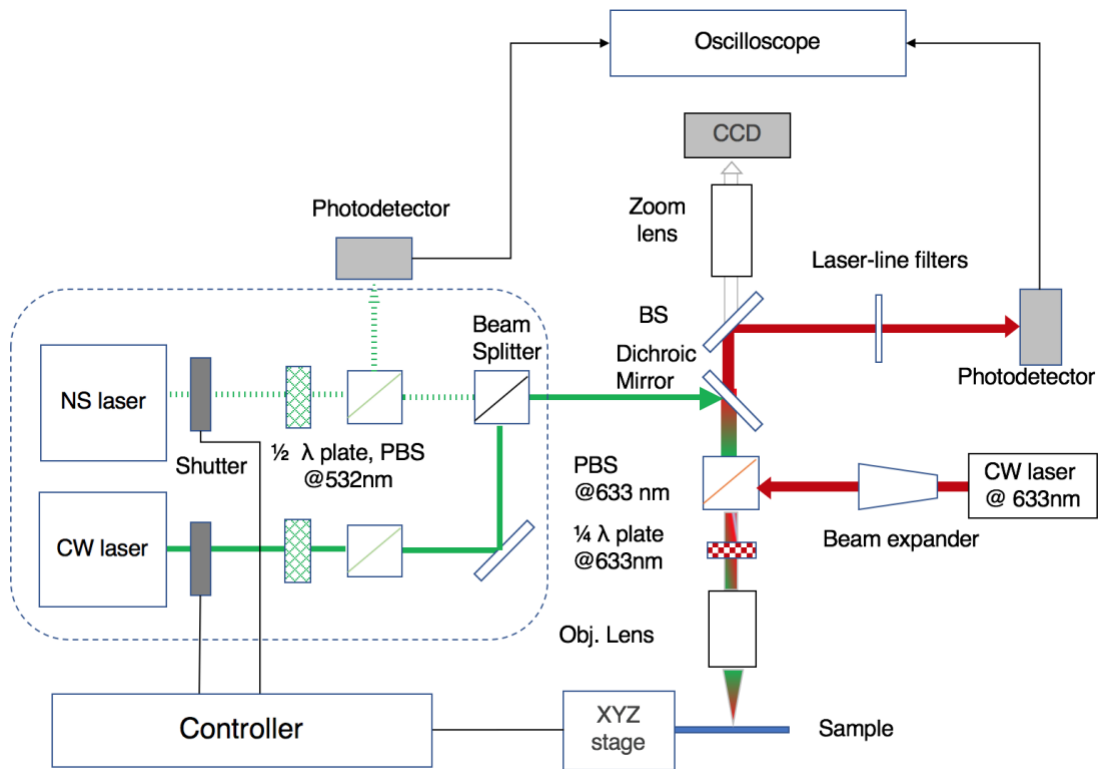 Oscilloscope
CCD
Photodetector
Zoom
lens
Laser-line filters
BS
Beam
Splitter
Dichroic
Mirror
Photodetector
NS laser
Shutter
½ λ plate, PBS
@532nm
PBS
@633 nm
CW laser
@ 633nm
CW laser
¼ λ plate
@633nm
Beam expander
Obj. Lens
Controller
XYZ
stage
Sample